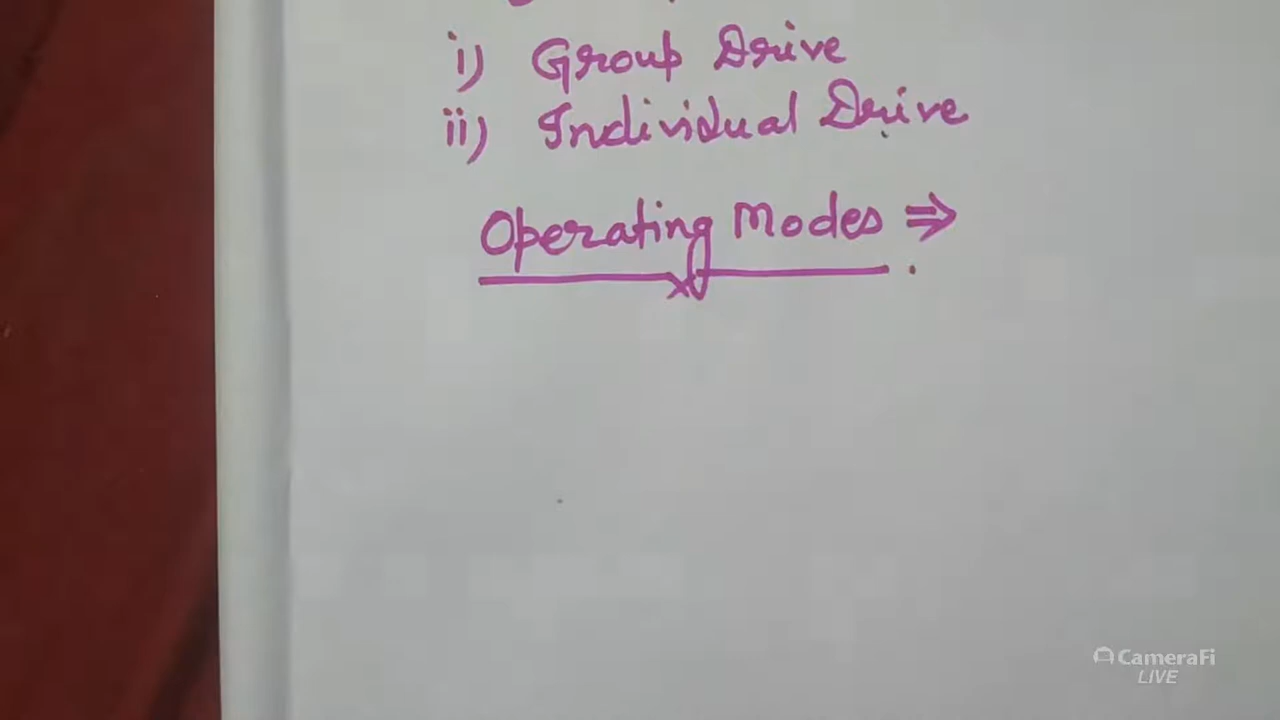 i) Group Drive
ii) Individual Drive
Operating Modes ⇒
CameraFi
LIVE